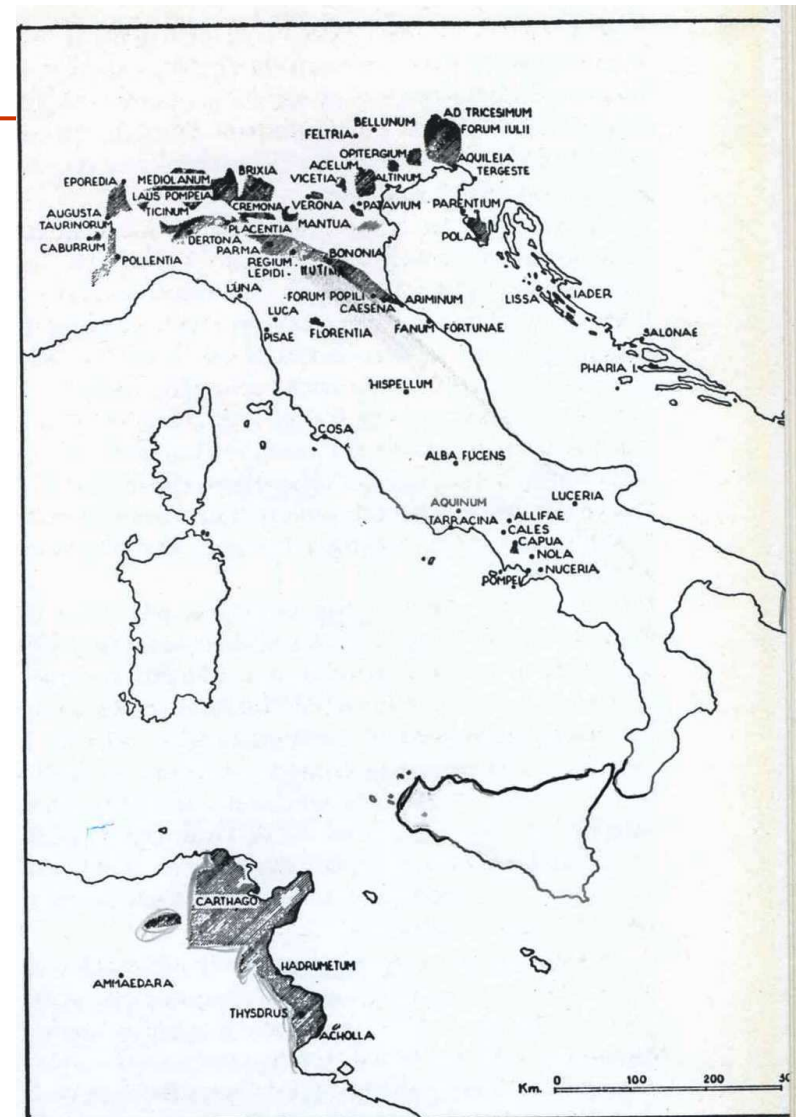 AD TRICESIMUM
BELLUNUM
FELTRIA
FORUM IULII
OPITERGIUM
ACELUM
AQUILEIA
TERGESTE
EPOREDIA
MEDIOLANUM
BRIXIA
VICETIA
ALTINUM
LAUS POMPEIA
TICINUM
CREMONA
VERONA
PATAVIUM
PARENTIUM
AUGUSTA
TAURINORUM
PLACENTIA
MANTUA
POLA
CABURRUM
DERTONA
PARMA
BONONIA
POLLENTIA
REGIUM
LEPIDI
MUTINA
LUNA
FORUM POPILI
ARIMINUM
CAESENA
LISSA
IADER
LUCA
PISAE
FLORENTIA
FANUM FORTUNAE
SALONAE
PHARIA I.
HISPELLUM
COSA
ALBA FUCENS
AQUINUM
LUCERIA
TARRACINA
ALLIFAE
CALES
CAPUA
NOLA
POMPEI
NUCERIA
CARTHAGO
AMMAEDARA
HADRUMETUM
THYSDRUS
ACHOLLA
Km. 0 100 200